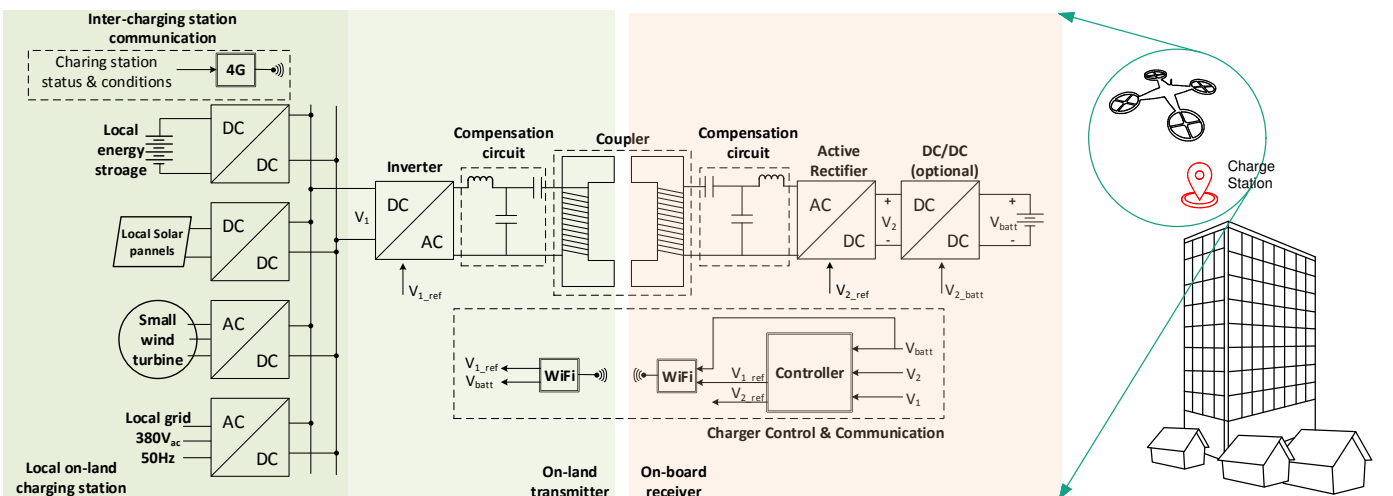 Inter-charging station
communication
Charing station
status & conditions
4G
Local
energy
stroage
DC
DC
Local Solar
pannels
DC
DC
Small
wind
turbine
AC
DC
Local grid
380Vac
50Hz
AC
DC
Local on-land
charging station
V1
Inverter
DC
AC
V1_ref
Compensation
circuit
Coupler
Compensation
circuit
Active
Rectifier
AC
DC
V2_ref
+
V2
-
DC/DC
(optional)
DC
DC
V2_batt
+
Vbatt
-
V1_ref
Vbatt
WiFi
WiFi
V1_ref
V2_ref
Controller
Vbatt
V2
V1
Charger Control & Communication
On-land
transmitter
On-board
receiver
Charge
Station